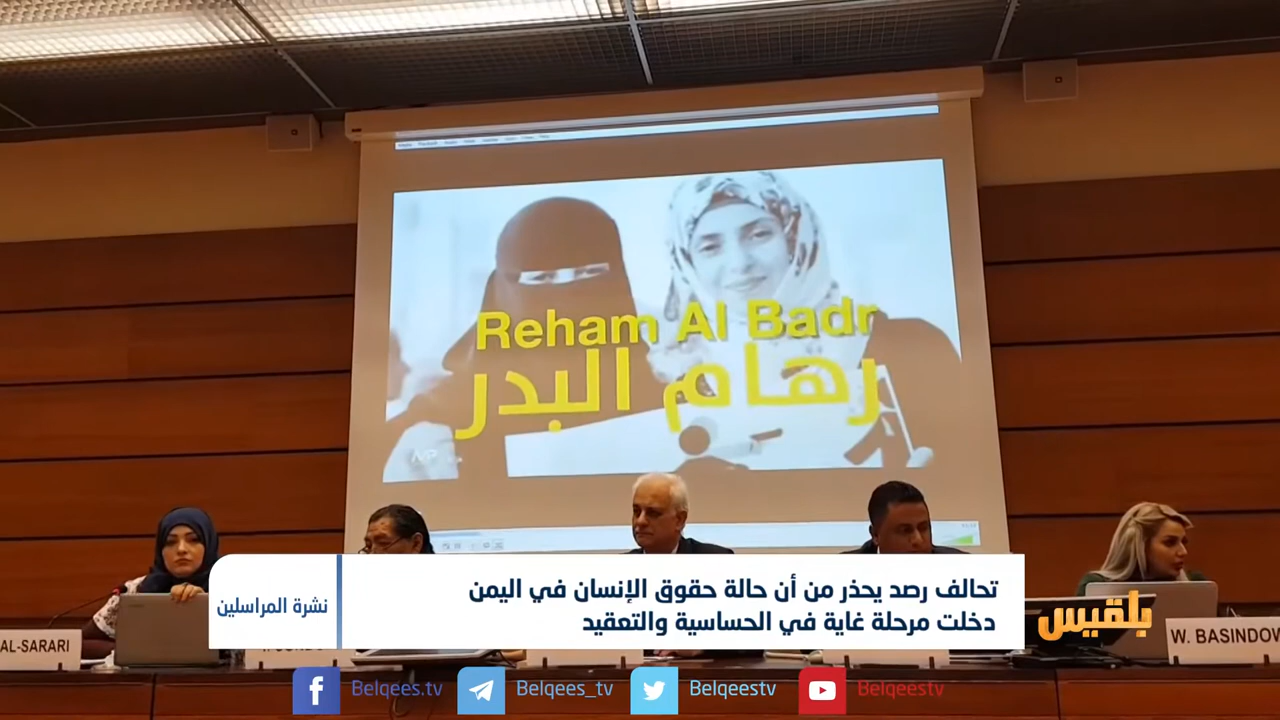 Reham Al Badr
رهام البدر
نشرة المراسلين
تحالف رصد يحذر من أن حالة حقوق الإنسان في اليمن
دخلت مرحلة غاية في الحساسية والتعقيد
بلقيس
AL-SARARI
W. BASINDOW
Belqees.tv
Belqees_tv
Belqeestv
Belqeestv